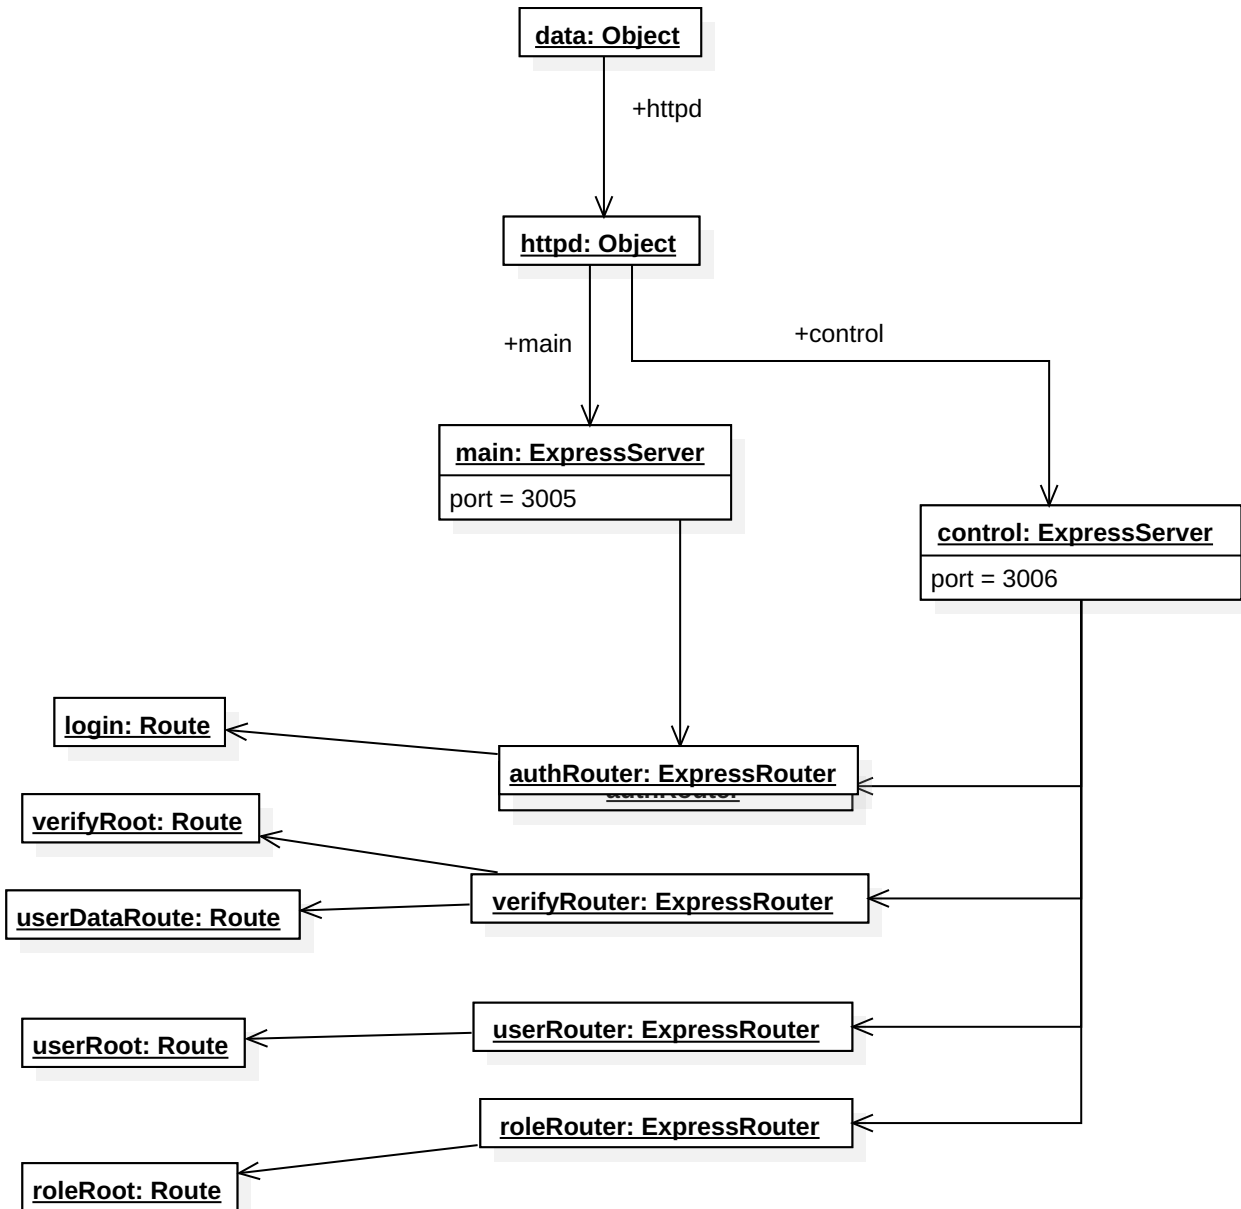 data: Object
+httpd
httpd: Object
+main
+control
main: ExpressServer
port = 3005
control: ExpressServer
port = 3006
login: Route
authRouter: ExpressRouter
authRouter
verifyRoot: Route
verifyRouter: ExpressRouter
userDataRoute: Route
userRouter: ExpressRouter
userRoot: Route
roleRouter: ExpressRouter
roleRoot: Route